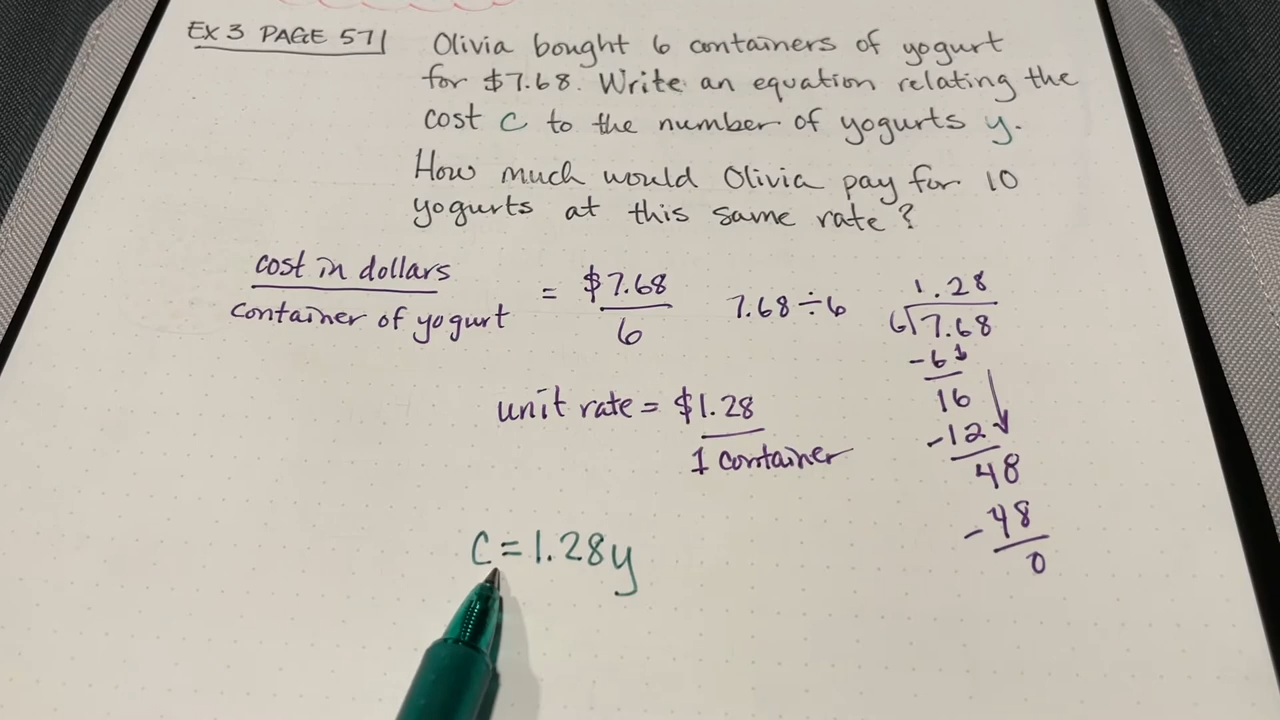 EX 3 PAGE 571
Olivia bought 6 containers of yogurt
for $7.68. Write an equation relating the
cost c to the number of yogurts y.
How much would Olivia pay for 10
yogurts at this same rate?
cost in dollars
container of yogurt
= $7.68
6
7.68÷6
1.28
6)7.68
-6
16
-12
48
-48
0
unit rate = $1.28
1 container
c=1.28y